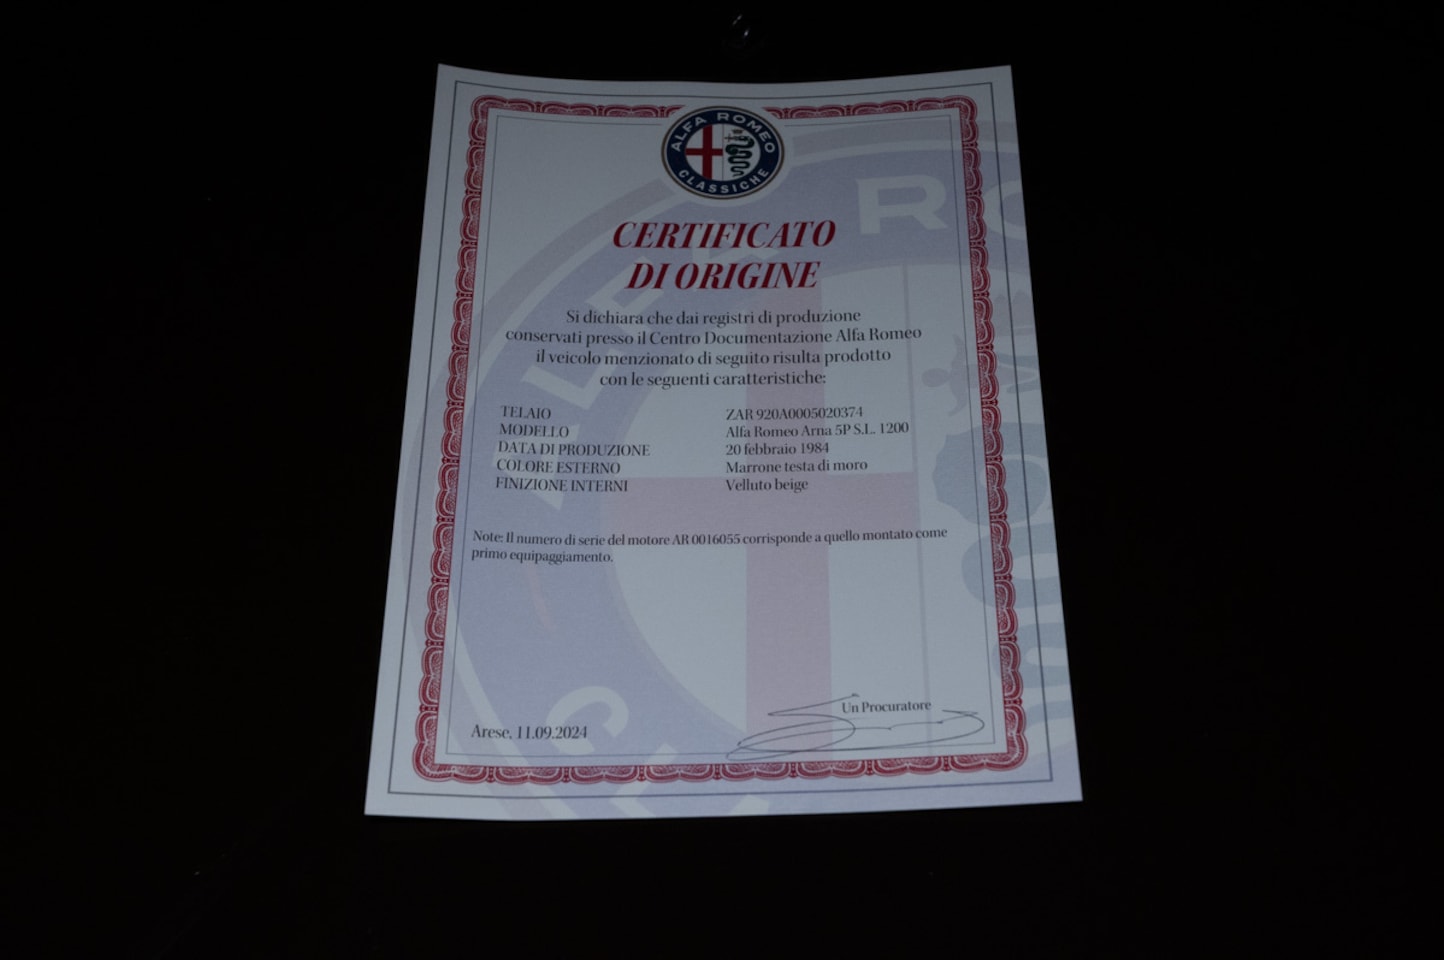 ALFA ROMEO
CLASSICHE
CERTIFICATO
DI ORIGINE
Si dichiara che dai registri di produzione
conservati presso il Centro Documentazione Alfa Romeo
il veicolo menzionato di seguito risulta prodotto
con le seguenti caratteristiche:
TELAIO ZAR 920A0005020374
MODELLO Alfa Romeo Arna 5P S.L. 1200
DATA DI PRODUZIONE 20 febbraio 1984
COLORE ESTERNO Marrone testa di moro
FINIZIONE INTERNI Velluto beige
Note: Il numero di serie del motore AR 0016055 corrisponde a quello montato come
primo equipaggiamento.
Un Procuratore
Arese, 11.09.2024